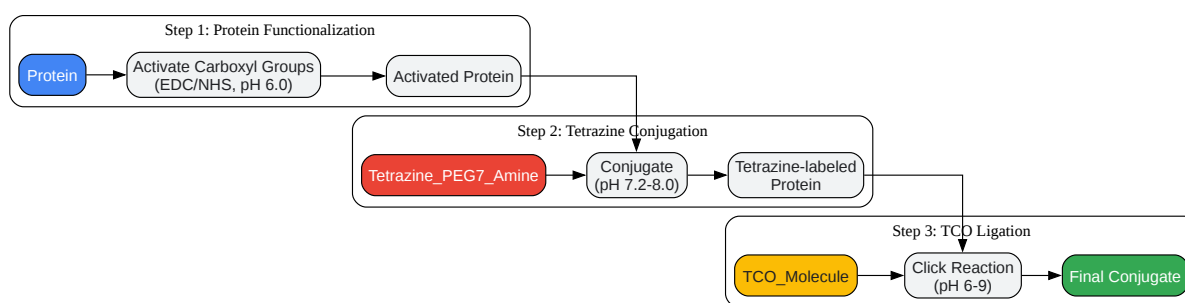 Step 1: Protein Functionalization
Protein
Activate Carboxyl Groups
(EDC/NHS, pH 6.0)
Activated Protein
Step 2: Tetrazine Conjugation
Tetrazine_PEG7_Amine
Conjugate
(pH 7.2-8.0)
Tetrazine-labeled
Protein
Step 3: TCO Ligation
TCO_Molecule
Click Reaction
(pH 6-9)
Final Conjugate